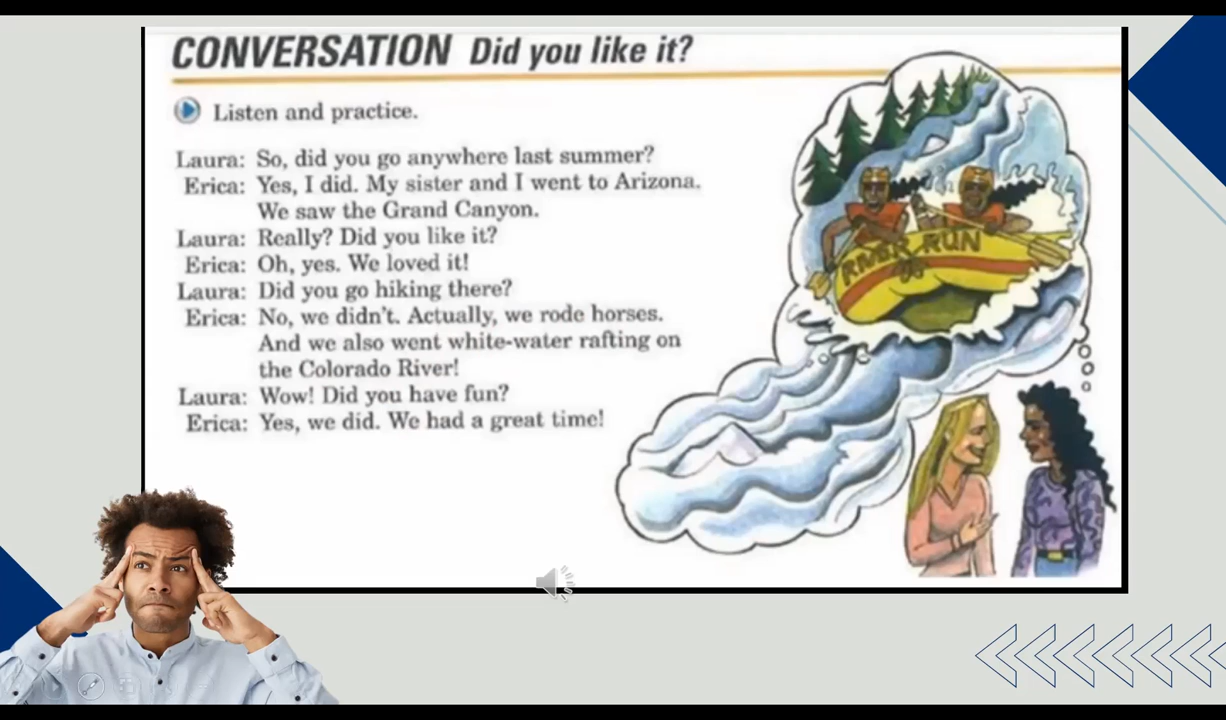 CONVERSATION Did you like it?
Listen and practice.
Laura: So, did you go anywhere last summer?
Erica: Yes, I did. My sister and I went to Arizona.
We saw the Grand Canyon.
Laura: Really? Did you like it?
Erica: Oh, yes. We loved it!
Laura: Did you go hiking there?
Erica: No, we didn't. Actually, we rode horses.
And we also went white-water rafting on
the Colorado River!
Laura: Wow! Did you have fun?
Erica: Yes, we did. We had a great time!
RIVER RUN